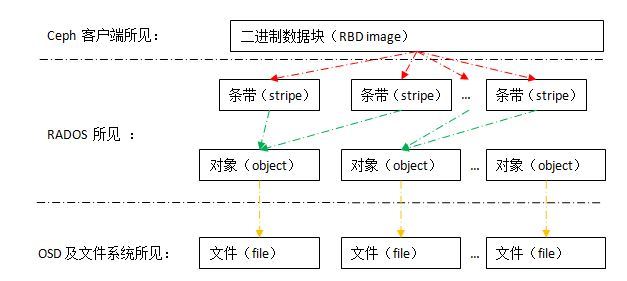 Ceph 客户端所见： 二进制数据块（RBD image）
条带（stripe） 条带（stripe） ... 条带（stripe）
RADOS 所见 ：
对象（object） 对象（object） ... 对象（object）
OSD 及文件系统所见： 文件（file） 文件（file） ... 文件（file）